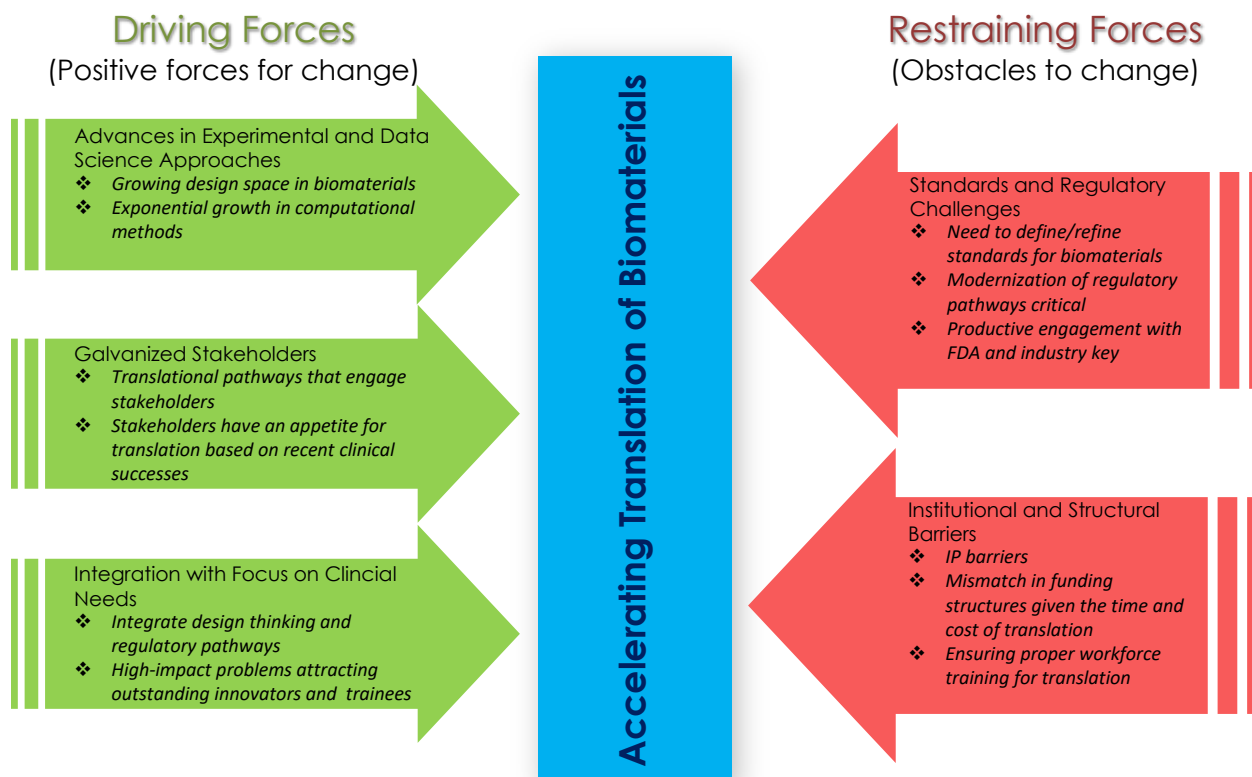 Driving Forces
(Positive forces for change)
Advances in Experimental and Data
Science Approaches
❖ Growing design space in biomaterials
❖ Exponential growth in computational
methods
Galvanized Stakeholders
❖ Translational pathways that engage
stakeholders
❖ Stakeholders have an appetite for
translation based on recent clinical
successes
Integration with Focus on Clincial
Needs
❖ Integrate design thinking and
regulatory pathways
❖ High-impact problems attracting
outstanding innovators and trainees
Accelerating Translation of Biomaterials
Restraining Forces
(Obstacles to change)
Standards and Regulatory
Challenges
❖ Need to define/refine
standards for biomaterials
❖ Modernization of regulatory
pathways critical
❖ Productive engagement with
FDA and industry key
Institutional and Structural
Barriers
❖ IP barriers
❖ Mismatch in funding
structures given the time and
cost of translation
❖ Ensuring proper workforce
training for translation